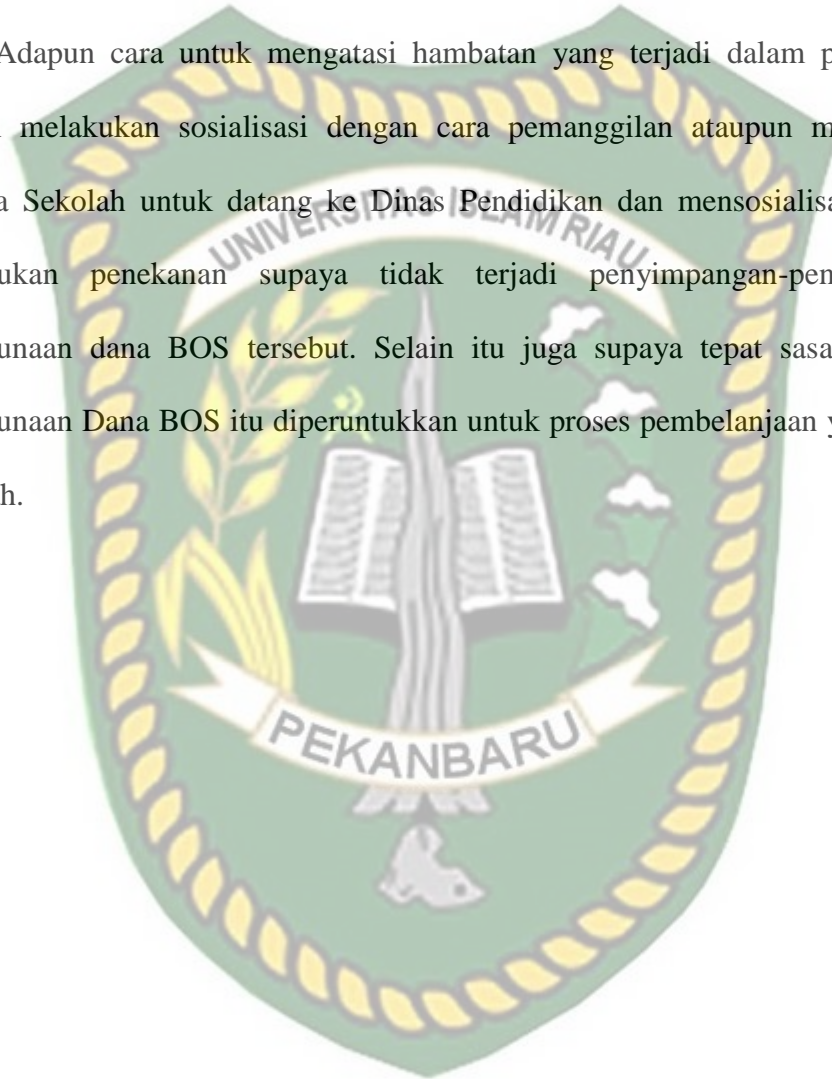 Adapun cara untuk mengatasi hambatan yang terjadi dalam p
melakukan sosialisasi dengan cara pemanggilan ataupun m
a Sekolah untuk datang ke Dinas Pendidikan dan mensosialisa
ukan penekanan supaya tidak terjadi penyimpangan-pen
unaan dana BOS tersebut. Selain itu juga supaya tepat sasa
unaan Dana BOS itu diperuntukkan untuk proses pembelanjaan y
h.
UNIVERSITAS ISLAM RIAU
PEKANBARU